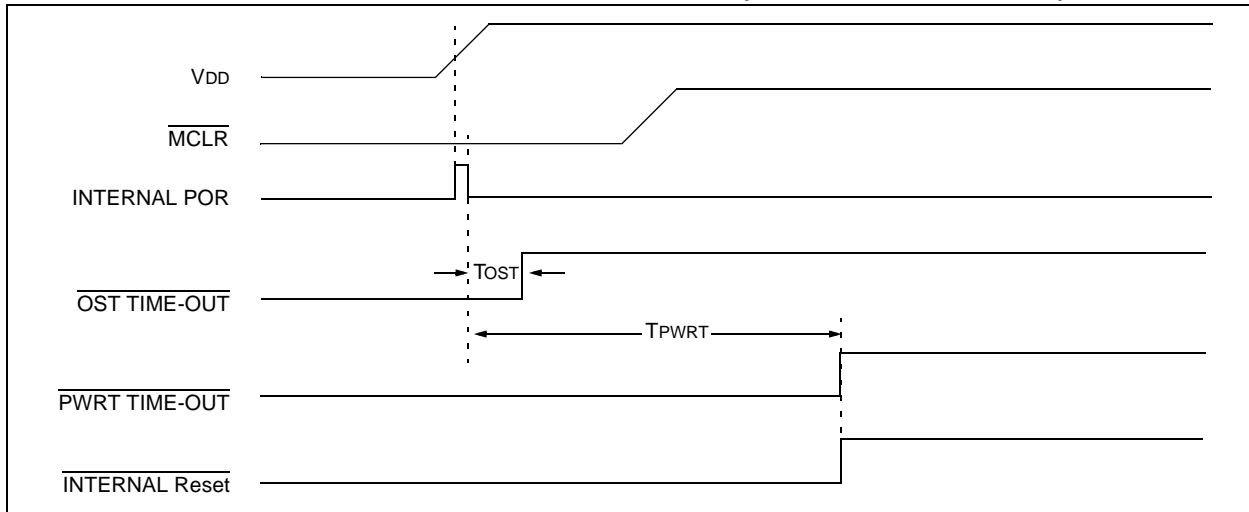 VDD
MCLR
INTERNAL POR
TOST
OST TIME-OUT
TPWRT
PWRT TIME-OUT
INTERNAL Reset